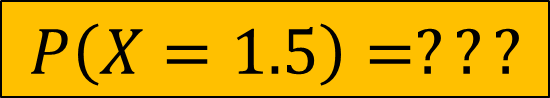 P(X = 1.5) =???